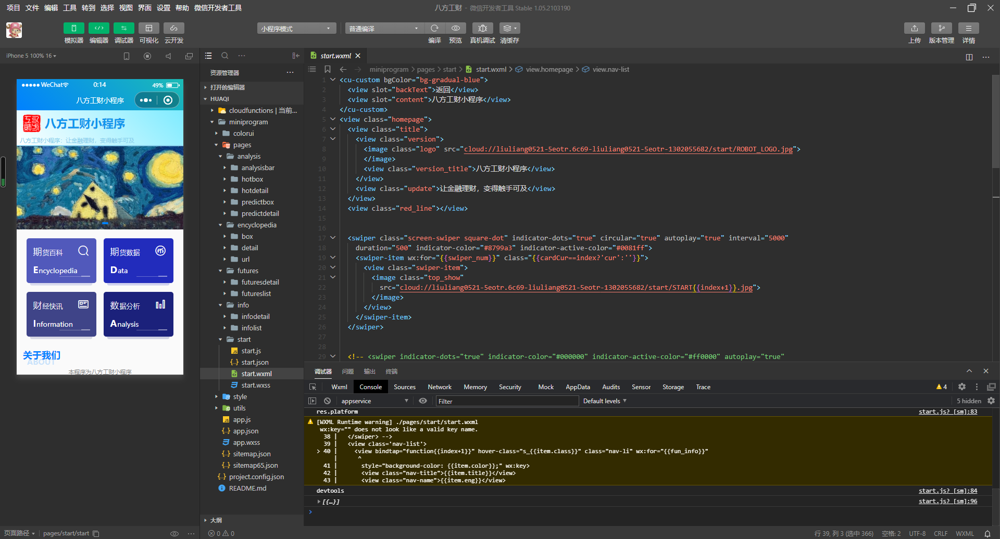 项目 文件 编辑 工具 转到 选择 视图 界面 设置 帮助 微信开发者工具
八方工财 - 微信开发者工具 Stable 1.05.2103190
模拟器 编辑器 调试器 可视化 云开发
小程序模式
普通编译
编译 预览 真机调试 清缓存
上传 版本管理 详情
iPhone 5 100% 16
WeChat 0:14 49%
八方工财小程序
八方工财小程序
八方工财小程序: 让金融理财, 变得触手可及
期货百科
Encyclopedia
期货数据
Data
财经快讯
Information
数据分析
Analysis
关于我们
ABOUT
本程序为八方工财小程序
页面路径 pages/start/start
资源管理器
打开的编辑器
HUAQI
cloudfunctions | 当前...
miniprogram
colorui
pages
analysis
analysisbar
hotbox
hotdetail
predictbox
predictdetail
encyclopedia
box
detail
url
futures
futuresdetail
futureslist
info
infodetail
infolist
start
start.js
start.json
start.wxml
start.wxss
style
utils
app.js
app.json
app.wxss
sitemap.json
sitemap65.json
project.config.json
README.md
大纲
0 0
start.wxml
miniprogram pages start start.wxml view.homepage view.nav-list
1 <cu-custom bgColor="bg-gradual-blue">
2 <view slot="backText">返回</view>
3 <view slot="content">八方工财小程序</view>
4 </cu-custom>
5 <view class="homepage">
6 <view class="title">
7 <view class="version">
8 <image class="logo" src="cloud://liuliang0521-5eotr.6c69-liuliang0521-5eotr-1302055682/start/ROBOT_LOGO.jpg">
9 </image>
10 <view class="version_title">八方工财小程序</view>
11 </view>
12 <view class="update">让金融理财, 变得触手可及</view>
13 </view>
14 <view class="red_line"></view>
15
16
17 <swiper class="screen-swiper square-dot" indicator-dots="true" circular="true" autoplay="true" interval="5000"
18 duration="500" indicator-color="#8799a3" indicator-active-color="#0081ff">
19 <swiper-item wx:for="{{swiper_num}}" class="{{cardCur==index?'cur':''}}">
20 <view class="swiper-item">
21 <image class="top_show"
22 src="cloud://liuliang0521-5eotr.6c69-liuliang0521-5eotr-1302055682/start/START{{index+1}}.jpg">
23 </image>
24 </view>
25 </swiper-item>
26 </swiper>
27
28
29 <!-- <swiper indicator-dots="true" indicator-color="#000000" indicator-active-color="#ff0000" autoplay="true"
调试器 问题 输出 终端
Wxml Console Sources Network Memory Security Mock AppData Audits Sensor Storage Trace 4
appservice Filter Default levels 5 hidden
res.platform start.js? [sm]:83
[WXML Runtime warning] ./pages/start/start.wxml
wx:key="" does not look like a valid key name.
38 | </swiper> -->
39 | <view class='nav-list'>
> 40 | <view bindtap="function{{index+1}}" hover-class="s_{{item.class}}" class="nav-li" wx:for="{{fun_info}}"
| ^
41 | style="background-color: {{item.color}};" wx:key>
42 | <view class="nav-title">{{item.title}}</view>
43 | <view class="nav-name">{{item.eng}}</view>
devtools start.js? [sm]:84
[{…}] start.js? [sm]:96
行 39, 列 3 (选中 366) 空格: 2 UTF-8 CRLF WXML